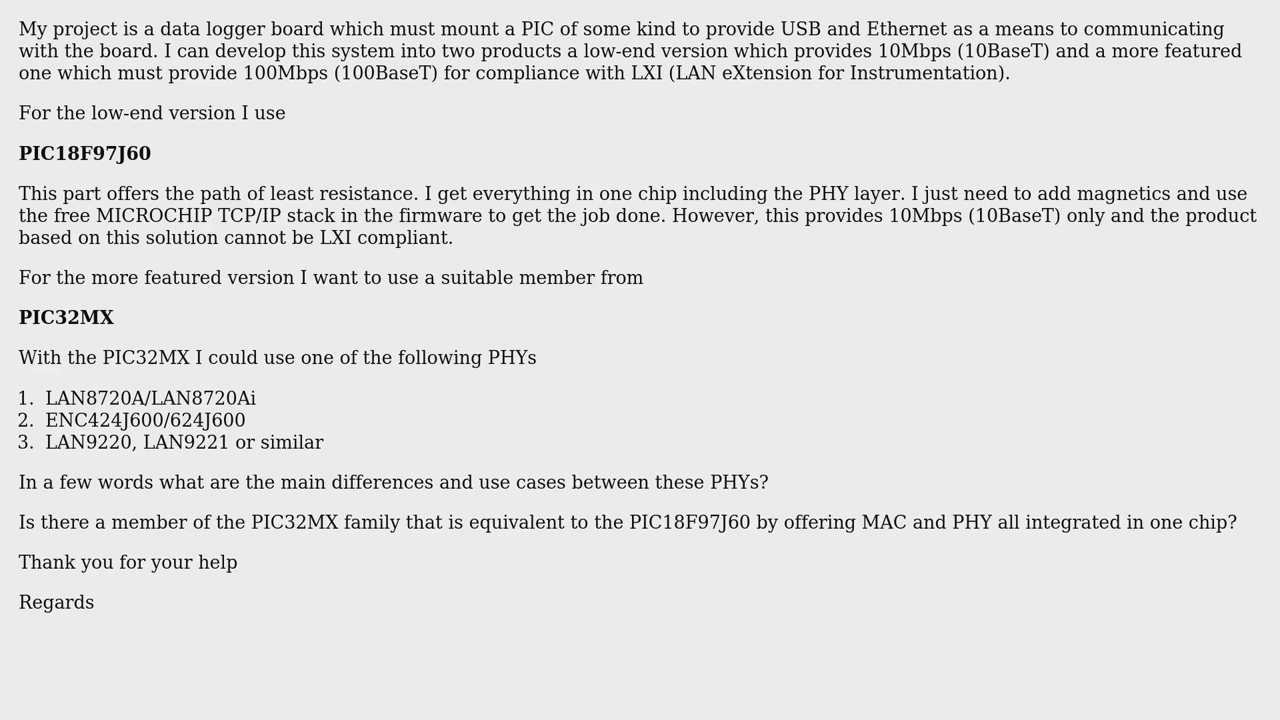 My project is a data logger board which must mount a PIC of some kind to provide USB and Ethernet as a means to communicating
with the board. I can develop this system into two products a low-end version which provides 10Mbps (10BaseT) and a more featured
one which must provide 100Mbps (100BaseT) for compliance with LXI (LAN eXtension for Instrumentation).
For the low-end version I use
PIC18F97J60
This part offers the path of least resistance. I get everything in one chip including the PHY layer. I just need to add magnetics and use
the free MICROCHIP TCP/IP stack in the firmware to get the job done. However, this provides 10Mbps (10BaseT) only and the product
based on this solution cannot be LXI compliant.
For the more featured version I want to use a suitable member from
PIC32MX
With the PIC32MX I could use one of the following PHYs
1. LAN8720A/LAN8720Ai
2. ENC424J600/624J600
3. LAN9220, LAN9221 or similar
In a few words what are the main differences and use cases between these PHYs?
Is there a member of the PIC32MX family that is equivalent to the PIC18F97J60 by offering MAC and PHY all integrated in one chip?
Thank you for your help
Regards